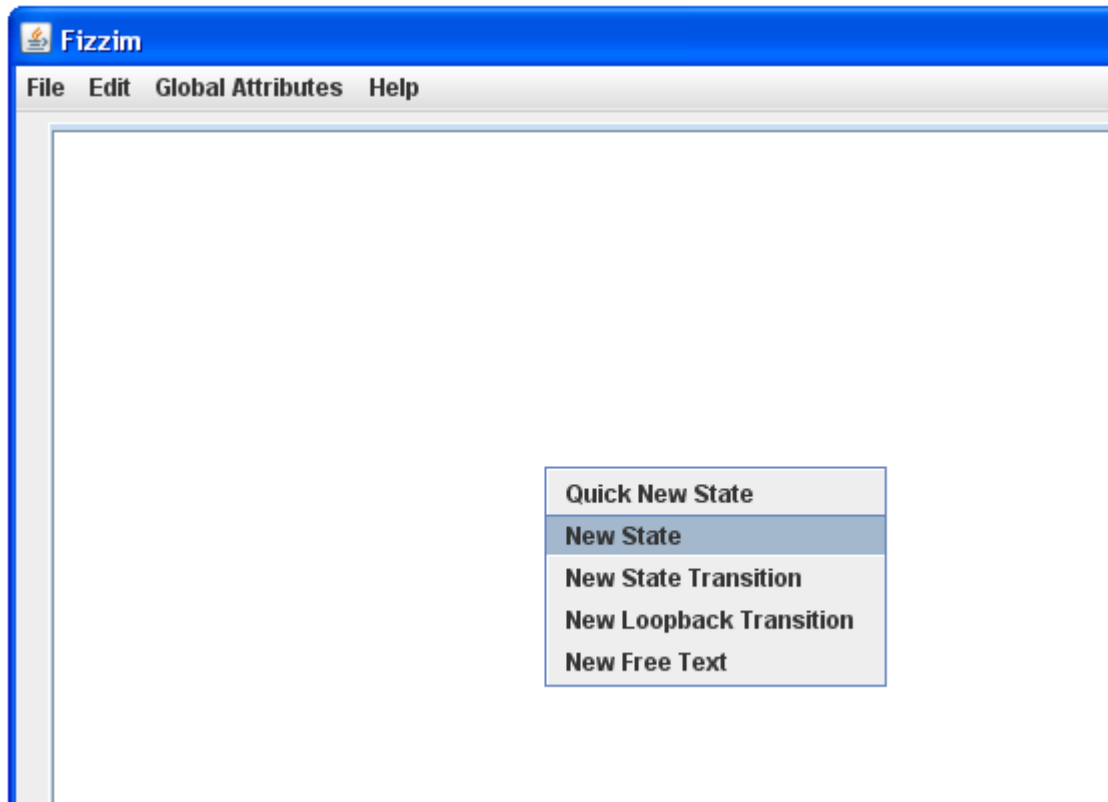 Fizzim
File Edit Global Attributes Help
Quick New State
New State
New State Transition
New Loopback Transition
New Free Text